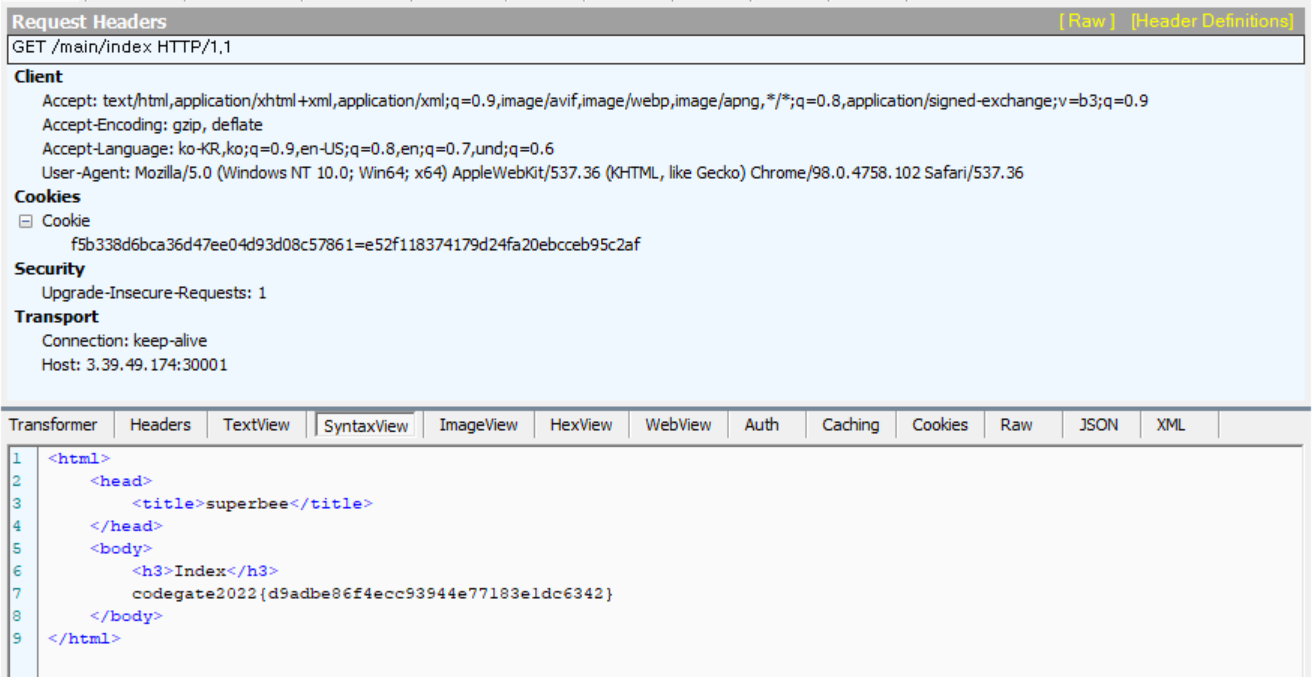 Request Headers [ Raw ] [Header Definitions]
GET /main/index HTTP/1.1
Client
Accept: text/html,application/xhtml+xml,application/xml;q=0.9,image/avif,image/webp,image/apng,*/*;q=0.8,application/signed-exchange;v=b3;q=0.9
Accept-Encoding: gzip, deflate
Accept-Language: ko-KR,ko;q=0.9,en-US;q=0.8,en;q=0.7,und;q=0.6
User-Agent: Mozilla/5.0 (Windows NT 10.0; Win64; x64) AppleWebKit/537.36 (KHTML, like Gecko) Chrome/98.0.4758.102 Safari/537.36
Cookies
Cookie
f5b338d6bca36d47ee04d93d08c57861=e52f118374179d24fa20ebcceb95c2af
Security
Upgrade-Insecure-Requests: 1
Transport
Connection: keep-alive
Host: 3.39.49.174:30001
Transformer Headers TextView SyntaxView ImageView HexView WebView Auth Caching Cookies Raw JSON XML
1 <html>
2 <head>
3 <title>superbee</title>
4 </head>
5 <body>
6 <h3>Index</h3>
7 codegate2022{d9adbe86f4ecc93944e77183e1dc6342}
8 </body>
9 </html>